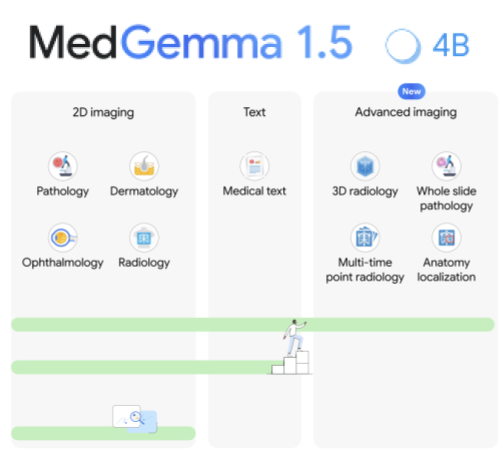 MedGemma 1.5 4B
2D imaging
Pathology
Dermatology
Ophthalmology
Radiology
Text
Medical text
New
Advanced imaging
3D radiology
Whole slide
pathology
Multi-time
point radiology
Anatomy
localization